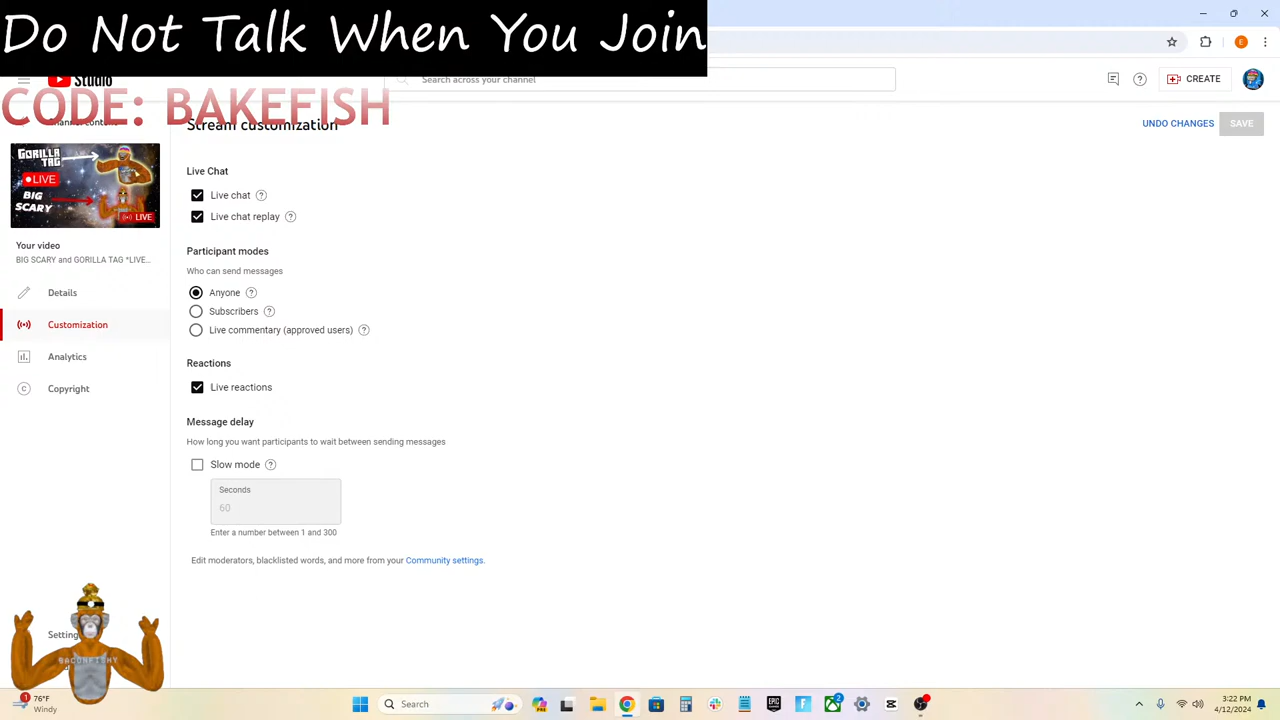 Do Not Talk When You Join
Studio
Search across your channel
CREATE
E
CODE: BAKEFISH
Stream customization
UNDO CHANGES
SAVE
GORILLA
TAG
LIVE
BIG
SCARY
LIVE
Your video
BIG SCARY and GORILLA TAG *LIVE…
Details
Customization
Analytics
Copyright
Live Chat
Live chat
Live chat replay
Participant modes
Who can send messages
Anyone
Subscribers
Live commentary (approved users)
Reactions
Live reactions
Message delay
How long you want participants to wait between sending messages
Slow mode
Seconds
60
Enter a number between 1 and 300
Edit moderators, blacklisted words, and more from your Community settings.
BACONFISHY
1
76°F
Windy
Search
2
3:22 PM
11/2/2024